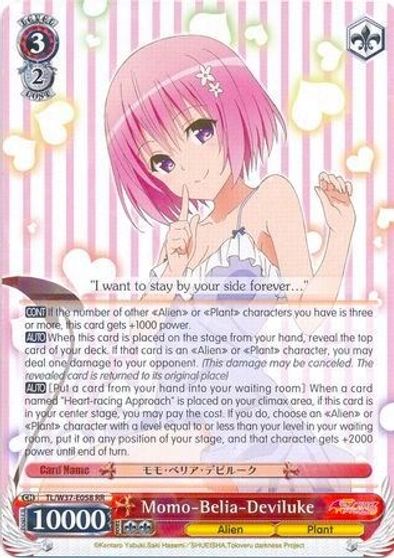 LEVEL
3
2
COST
"I want to stay by your side forever..."
CONT If the number of other «Alien» or «Plant» characters you have is three
or more, this card gets +1000 power.
AUTO When this card is placed on the stage from your hand, reveal the top
card of your deck. If that card is an «Alien» or «Plant» character, you may
deal one damage to your opponent. (This damage may be canceled. The
revealed card is returned to its original place)
AUTO [Put a card from your hand into your waiting room] When a card
named "Heart-racing Approach" is placed on your climax area, if this card is
in your center stage, you may pay the cost. If you do, choose an «Alien» or
«Plant» character with a level equal to or less than your level in your waiting
room, put it on any position of your stage, and that character gets +2000
power until end of turn.
Card Name
モモ・ベリア・デビルーク
CH TL/W37-E058 RR
Momo-Belia-Deviluke
10000
Alien
Plant
©Kentaro Yabuki,Saki Hasemi / SHUEISHA,Toloveru darkness Project